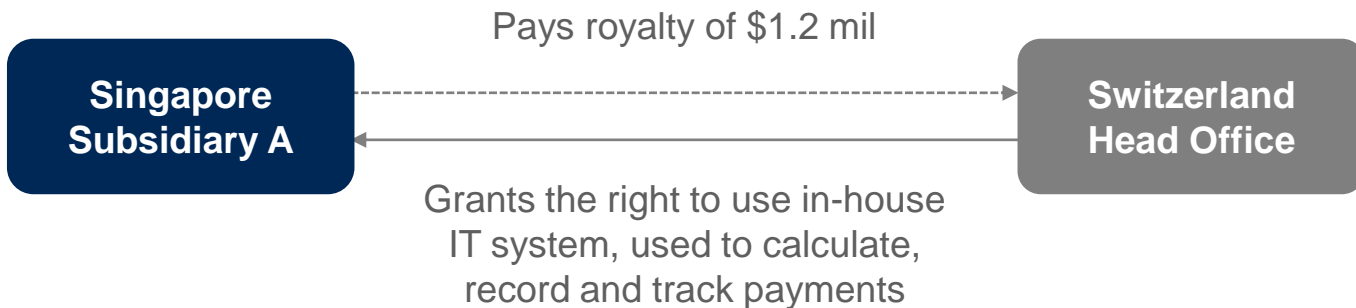 Pays royalty of $1.2 mil
Singapore
Subsidiary A
Switzerland
Head Office
Grants the right to use in-house
IT system, used to calculate,
record and track payments